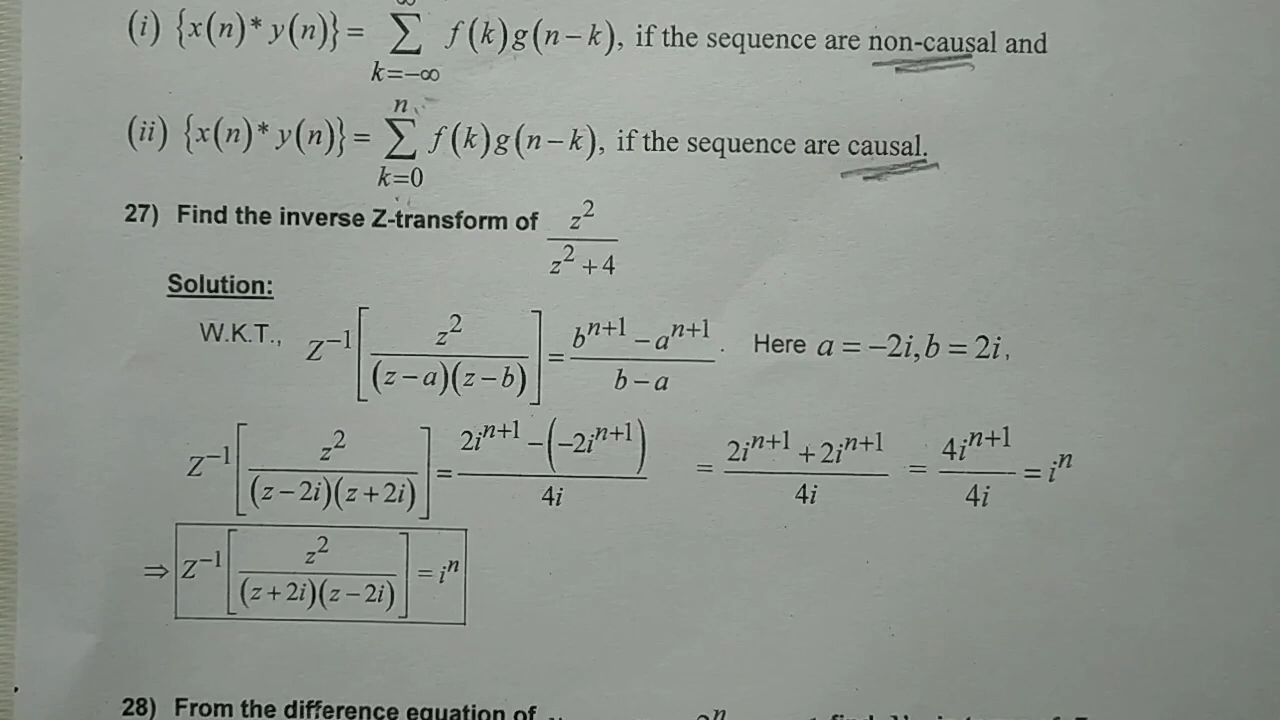 (i) {x(n)* y(n)} = ∑_{k=−∞}^{∞} f(k)g(n−k), if the sequence are non-causal and
(ii) {x(n)* y(n)} = ∑_{k=0}^{n} f(k)g(n−k), if the sequence are causal.
27) Find the inverse Z-transform of z^2/(z^2+4)
Solution:
W.K.T., Z^{−1}[z^2/((z−a)(z−b))] = (b^{n+1} − a^{n+1})/(b−a). Here a = −2i, b = 2i,
Z^{−1}[z^2/((z−2i)(z+2i))] = (2i^{n+1} − (−2i^{n+1}))/4i = (2i^{n+1} + 2i^{n+1})/4i = 4i^{n+1}/4i = i^n
⇒ Z^{−1}[z^2/((z+2i)(z−2i))] = i^n
28) From the difference equation of